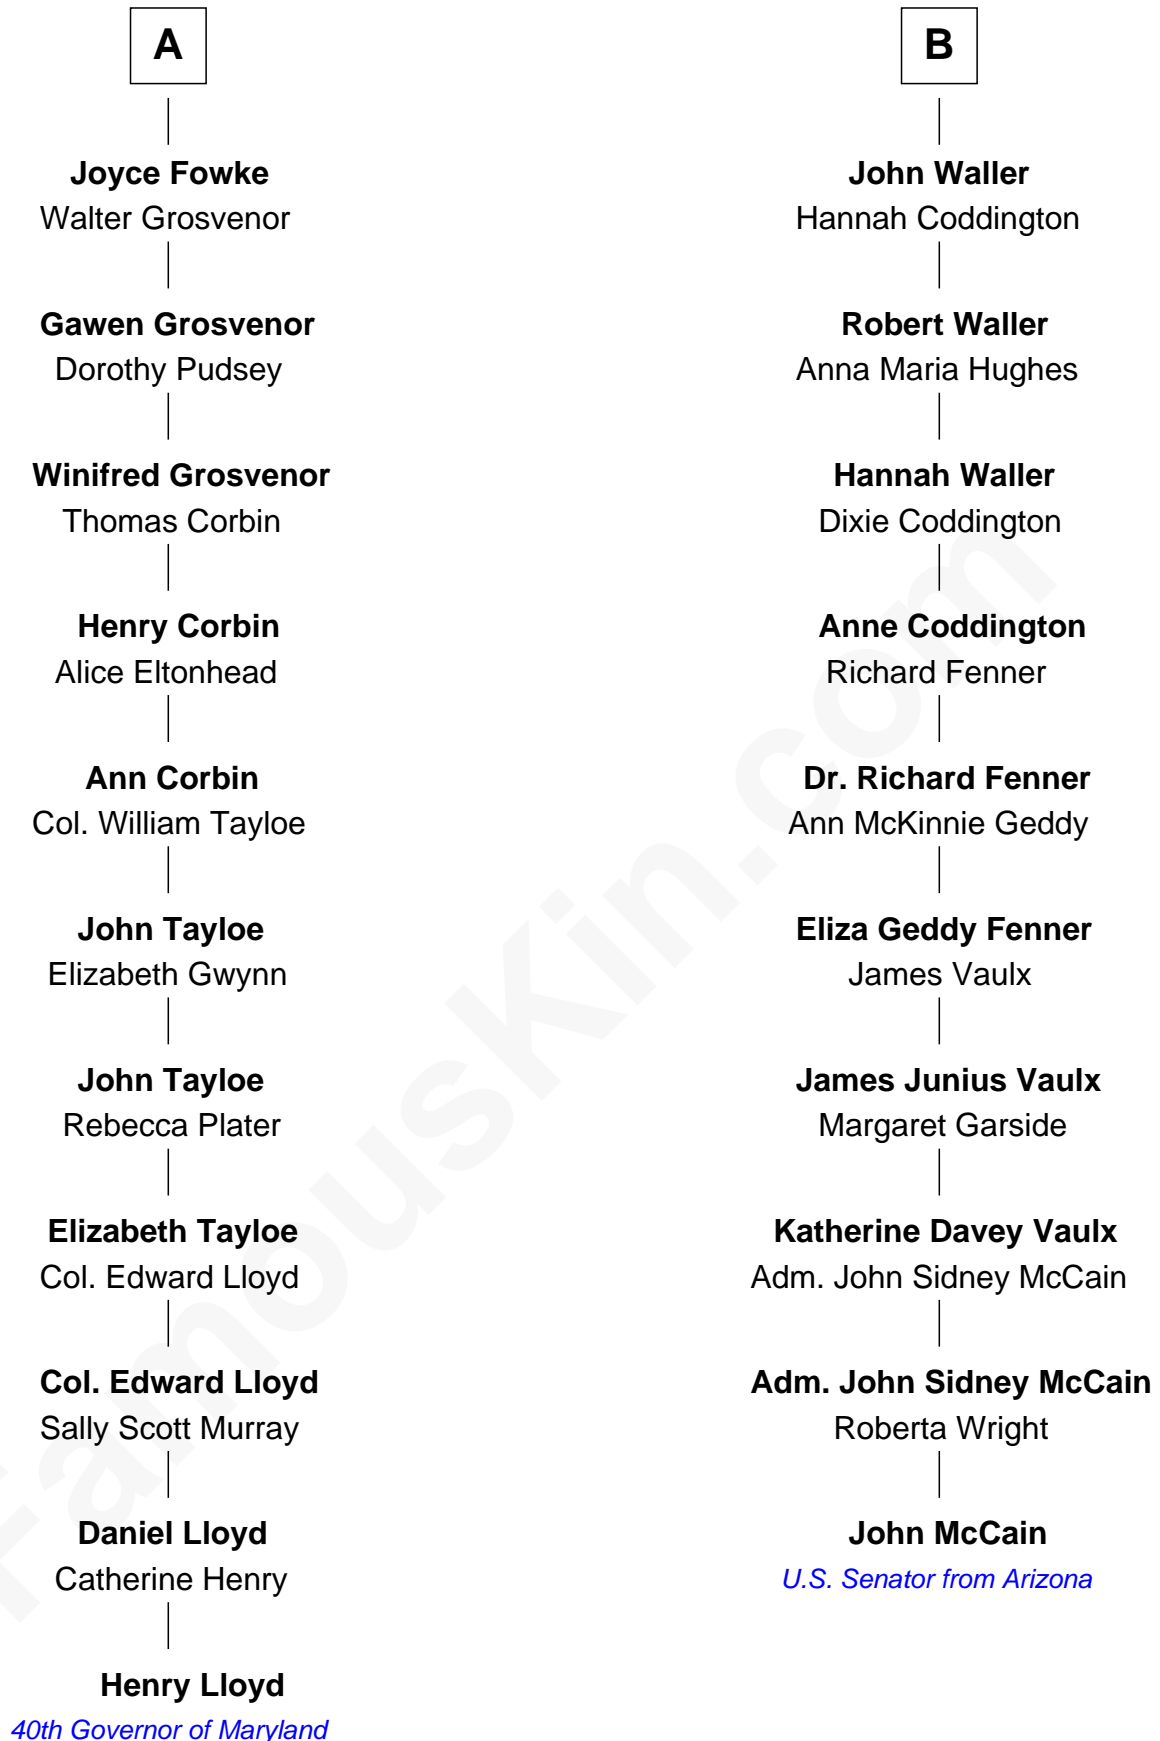 A
Joyce Fowke
Walter Grosvenor
Gawen Grosvenor
Dorothy Pudsey
Winifred Grosvenor
Thomas Corbin
Henry Corbin
Alice Eltonhead
Ann Corbin
Col. William Tayloe
John Tayloe
Elizabeth Gwynn
John Tayloe
Rebecca Plater
Elizabeth Tayloe
Col. Edward Lloyd
Col. Edward Lloyd
Sally Scott Murray
Daniel Lloyd
Catherine Henry
Henry Lloyd
40th Governor of Maryland
B
John Waller
Hannah Coddington
Robert Waller
Anna Maria Hughes
Hannah Waller
Dixie Coddington
Anne Coddington
Richard Fenner
Dr. Richard Fenner
Ann McKinnie Geddy
Eliza Geddy Fenner
James Vaulx
James Junius Vaulx
Margaret Garside
Katherine Davey Vaulx
Adm. John Sidney McCain
Adm. John Sidney McCain
Roberta Wright
John McCain
U.S. Senator from Arizona
FamousKin.com